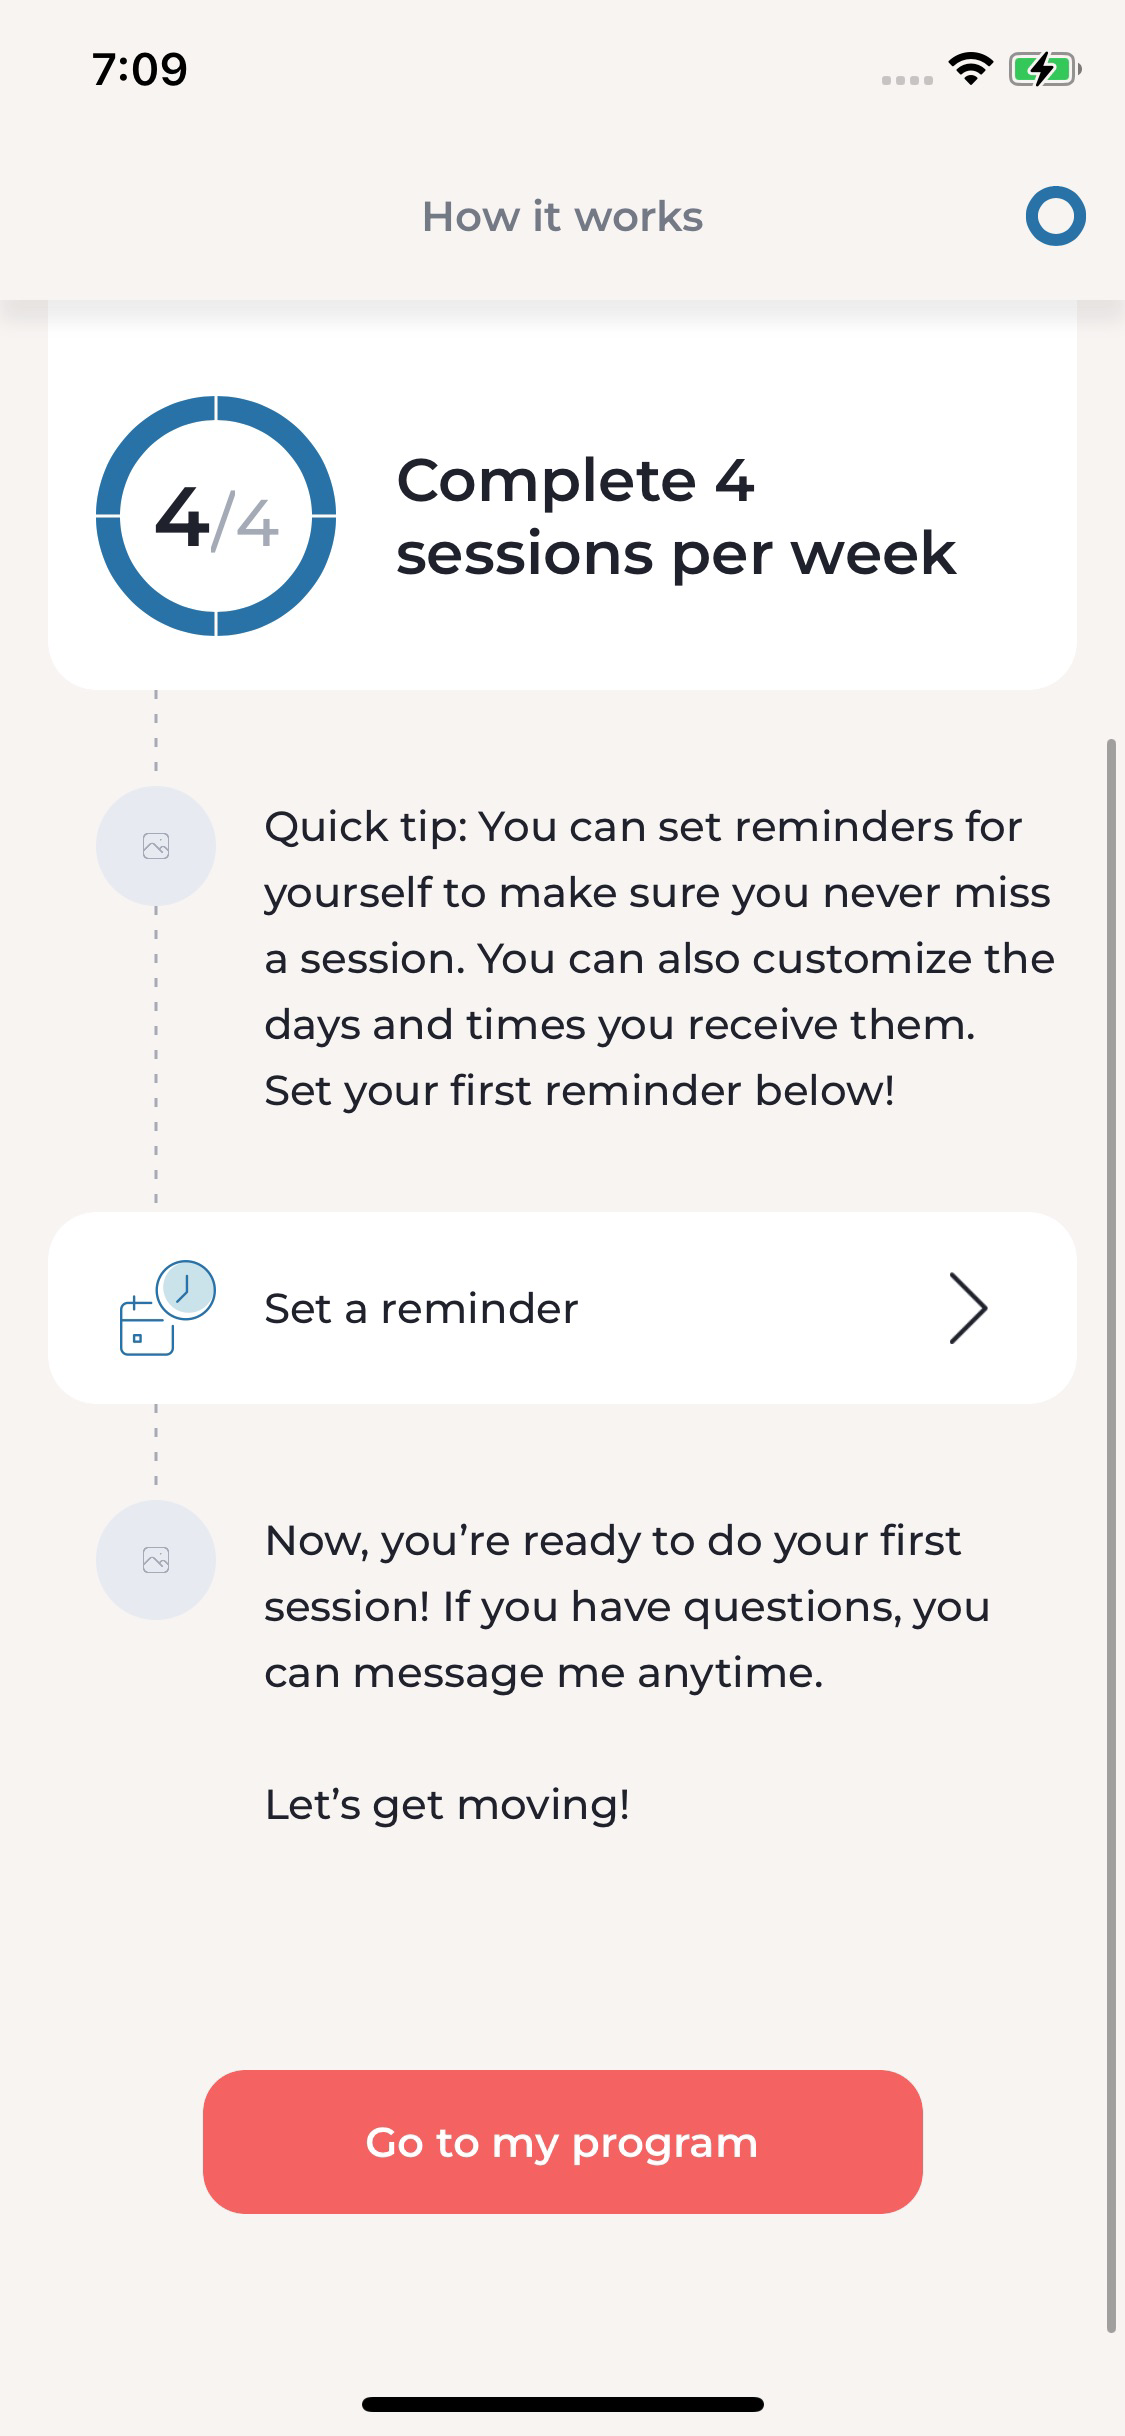 7:09
How it works
4/4
Complete 4
sessions per week
Quick tip: You can set reminders for
yourself to make sure you never miss
a session. You can also customize the
days and times you receive them.
Set your first reminder below!
Set a reminder
Now, you’re ready to do your first
session! If you have questions, you
can message me anytime.
Let’s get moving!
Go to my program